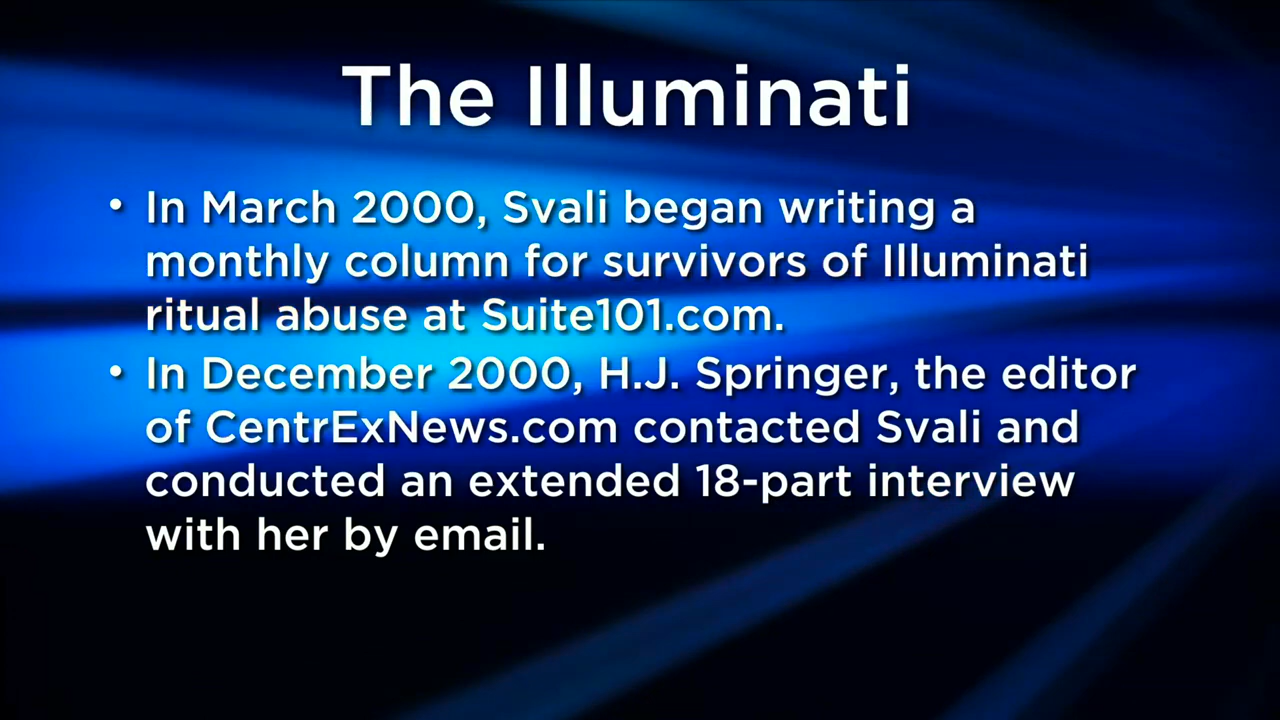 The Illuminati
• In March 2000, Svali began writing a
monthly column for survivors of Illuminati
ritual abuse at Suite101.com.
• In December 2000, H.J. Springer, the editor
of CentrExNews.com contacted Svali and
conducted an extended 18-part interview
with her by email.